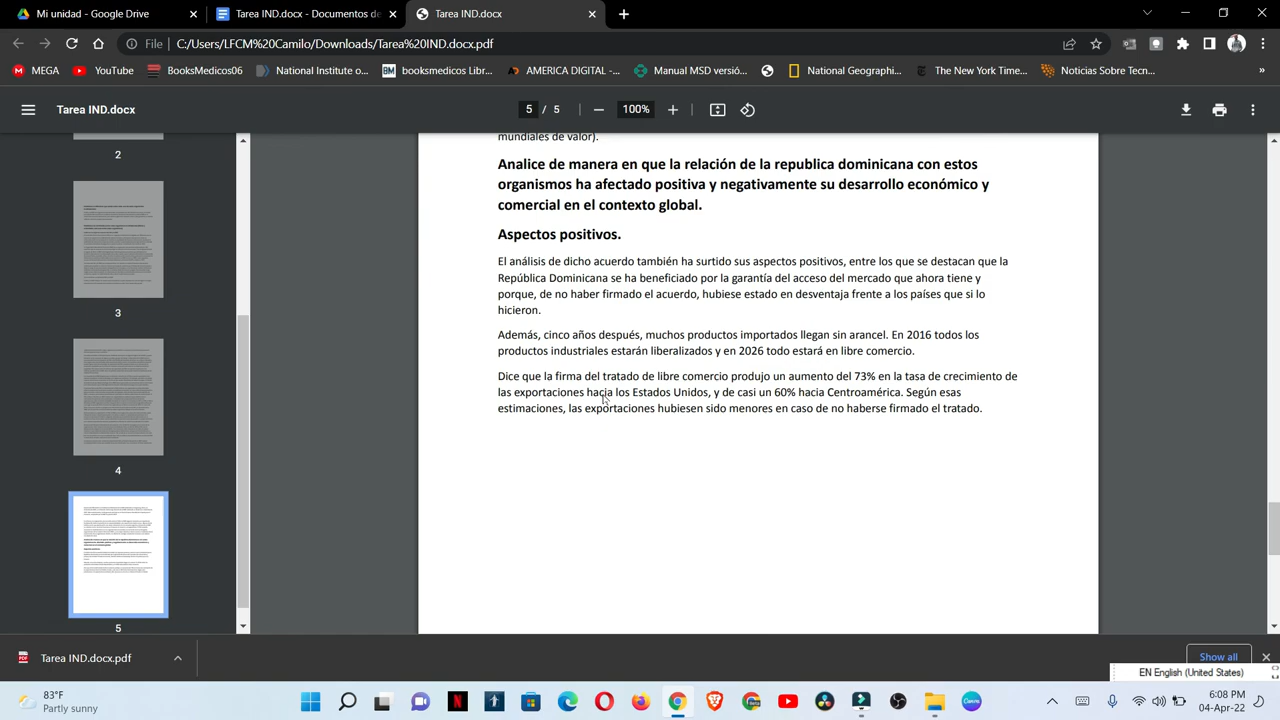 Mi unidad - Google Drive
Tarea IND.docx - Documentos de
Tarea IND.docx
File C:/Users/LFCM%20Camilo/Downloads/Tarea%20IND.docx.pdf
MEGA
YouTube
BooksMedicos06
National Institute o...
booksmedicos Libr...
AMERICA DIGITAL -...
Manual MSD versió...
National Geographi...
The New York Time...
Noticias Sobre Tecn...
»
Tarea IND.docx
5 / 5
100%
2
3
4
5
mundiales de valor).
Analice de manera en que la relación de la republica dominicana con estos
organismos ha afectado positiva y negativamente su desarrollo económico y
comercial en el contexto global.
Aspectos positivos.
El análisis de dicho acuerdo también ha surtido sus aspectos positivos, entre los que se destacan que la
República Dominicana se ha beneficiado por la garantía del acceso del mercado que ahora tiene y
porque, de no haber firmado el acuerdo, hubiese estado en desventaja frente a los países que si lo
hicieron.
Además, cinco años después, muchos productos importados llegan sin arancel. En 2016 todos los
productos industriales estarán liberalizados y en 2026 todo estará en libre comercio.
Dice que la firma del tratado de libre comercio produjo un aumento del 73% en la tasa de crecimiento de
las exportaciones hacia los Estados Unidos, y de casi un 60% hacia Centroamérica. Según esas
estimaciones, las exportaciones hubiesen sido menores en caso de no haberse firmado el tratado.
Tarea IND.docx.pdf
Show all
EN English (United States)
83°F
Partly sunny
6:08 PM
04-Apr-22